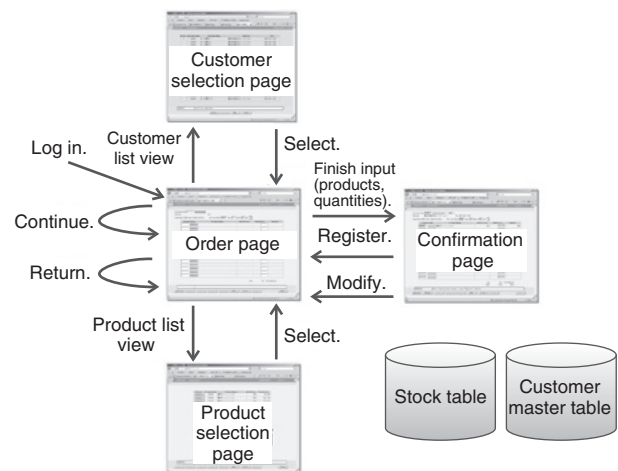 Customer
selection page
Log in.
Customer
list view
Select.
Finish input
(products,
quantities).
Continue.
Order page
Register.
Confirmation
page
Return.
Modify.
Product list
view
Select.
Product
selection
page
Stock table
Customer
master table